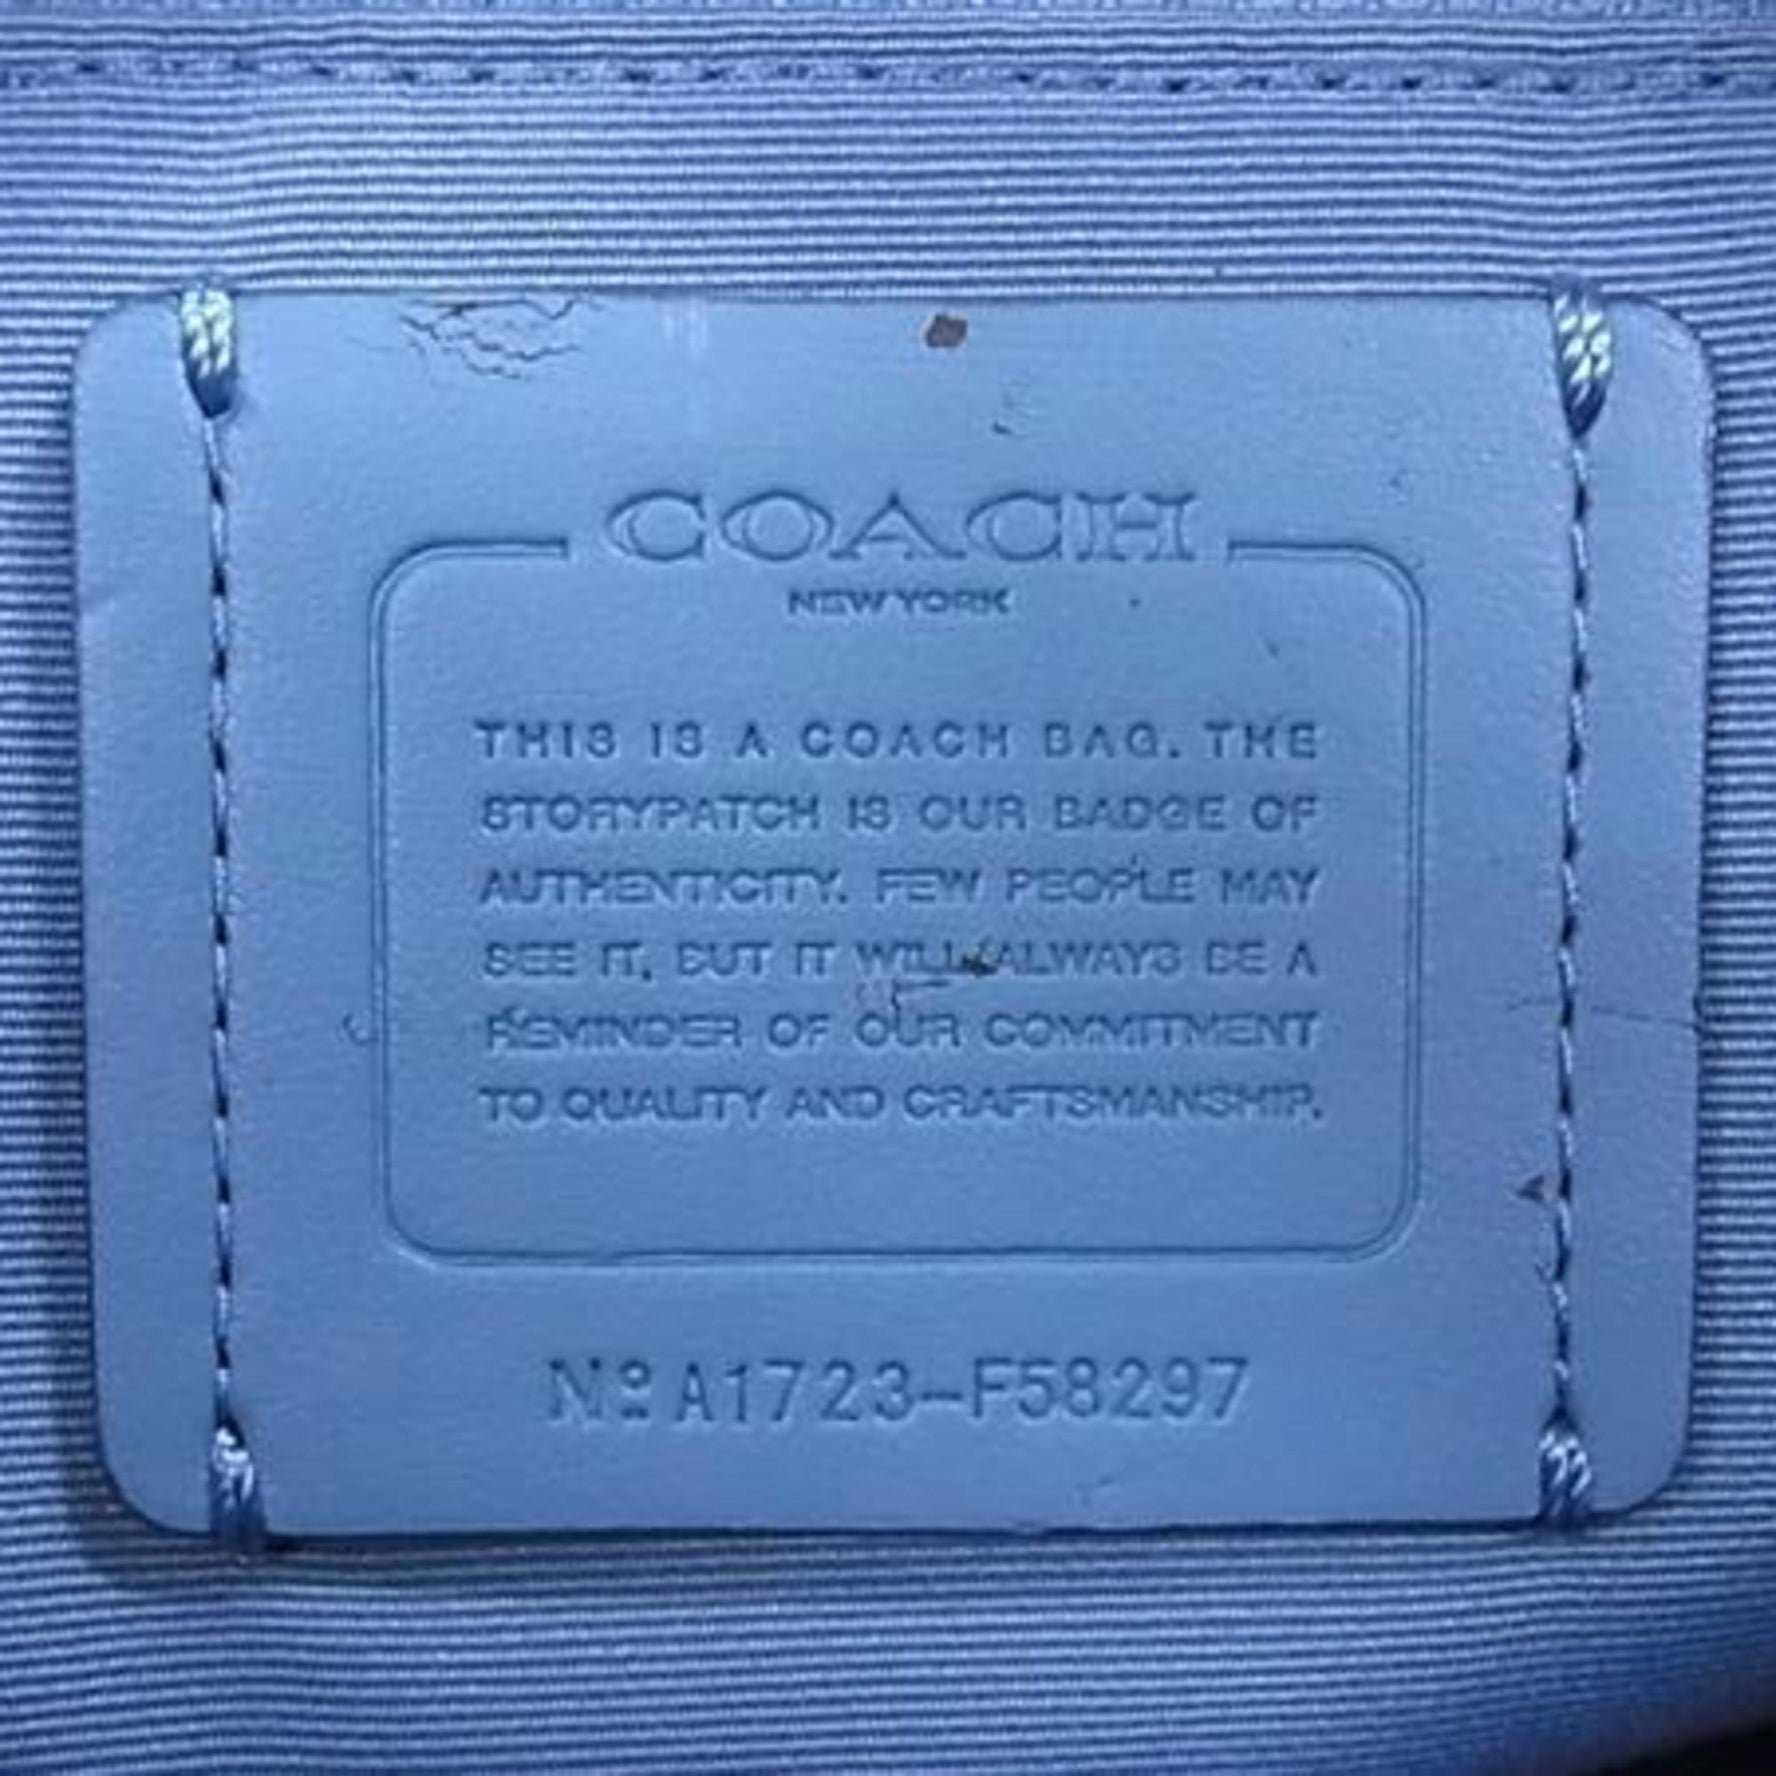 COACH
NEW YORK
THIS IS A COACH BAG. THE
STORYPATCH IS OUR BADGE OF
AUTHENTICITY. FEW PEOPLE MAY
SEE IT, BUT IT WILL ALWAYS BE A
REMINDER OF OUR COMMITMENT
TO QUALITY AND CRAFTSMANSHIP.
Nº A1723-F58297